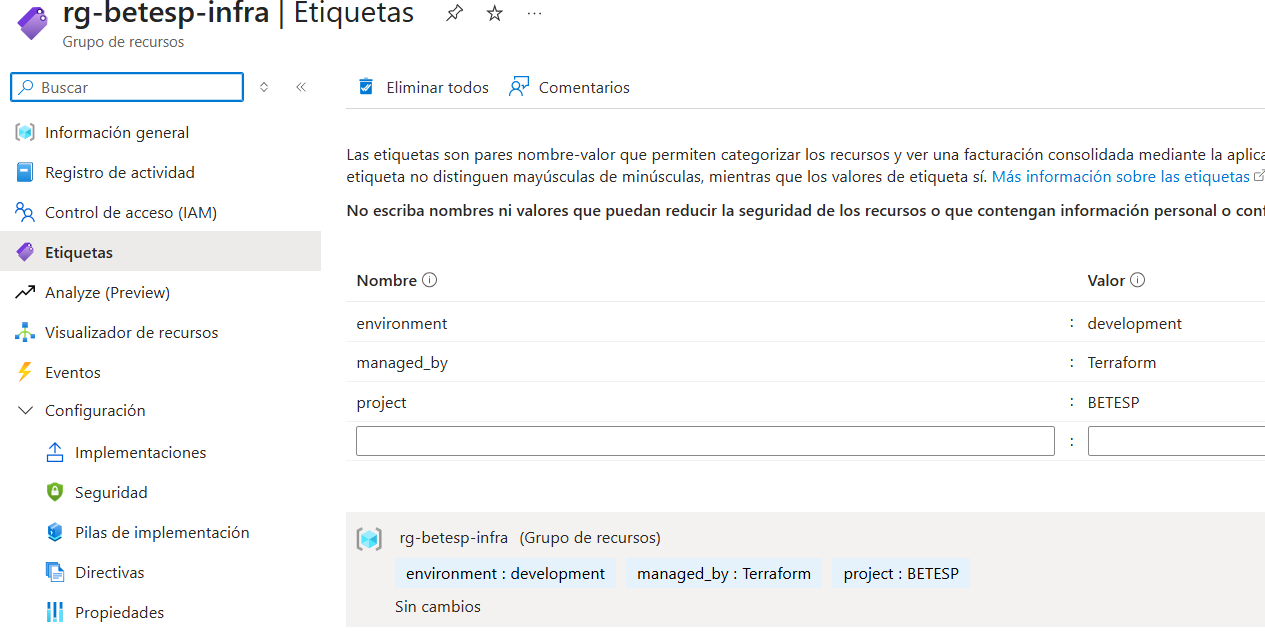 rg-betesp-infra | Etiquetas
Grupo de recursos
Buscar
Información general
Registro de actividad
Control de acceso (IAM)
Etiquetas
Analyze (Preview)
Visualizador de recursos
Eventos
Configuración
Implementaciones
Seguridad
Pilas de implementación
Directivas
Propiedades
Eliminar todos
Comentarios
Las etiquetas son pares nombre-valor que permiten categorizar los recursos y ver una facturación consolidada mediante la aplica
etiqueta no distinguen mayúsculas de minúsculas, mientras que los valores de etiqueta sí. Más información sobre las etiquetas
No escriba nombres ni valores que puedan reducir la seguridad de los recursos o que contengan información personal o conf
Nombre Valor
environment : development
managed_by : Terraform
project : BETESP
:
rg-betesp-infra (Grupo de recursos)
environment : development managed_by : Terraform project : BETESP
Sin cambios